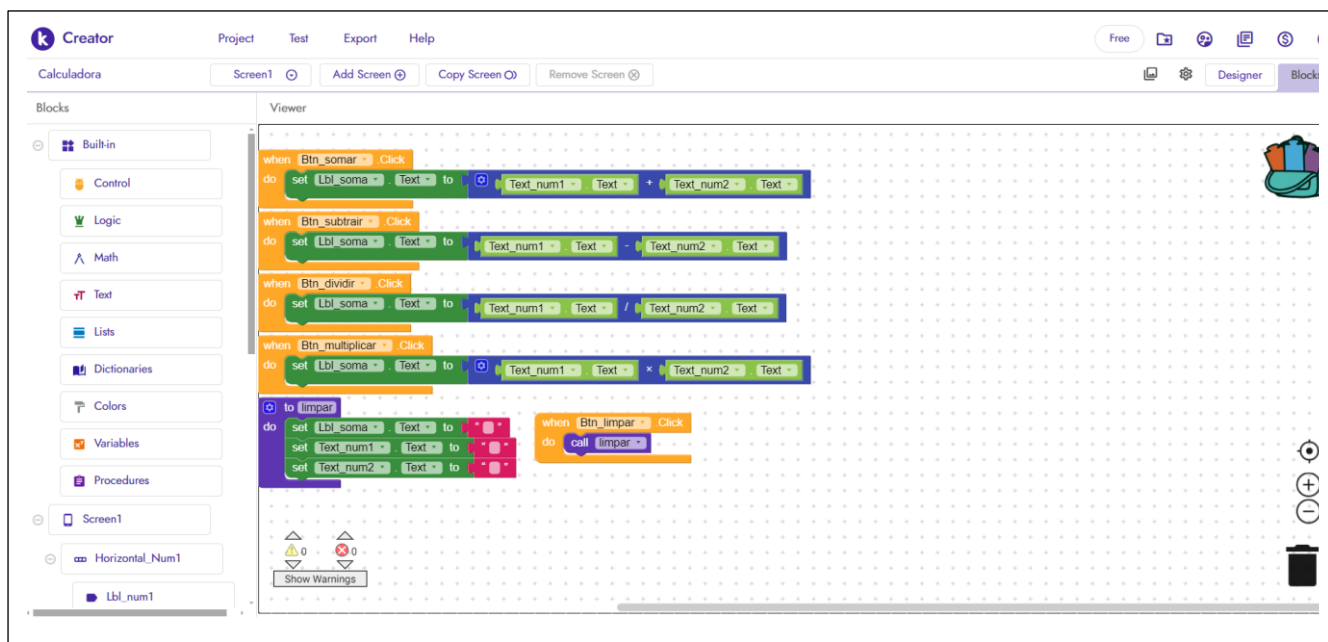 Creator Project Test Export Help Free
Calculadora Screen1 Add Screen Copy Screen Remove Screen Designer Blocks
Blocks Viewer
Built-in
Control
Logic
Math
Text
Lists
Dictionaries
Colors
Variables
Procedures
Screen1
Horizontal_Num1
Lbl_num1
when Btn_somar .Click
do set Lbl_soma . Text to Text_num1 . Text + Text_num2 . Text
when Btn_subtrair .Click
do set Lbl_soma . Text to Text_num1 . Text - Text_num2 . Text
when Btn_dividir .Click
do set Lbl_soma . Text to Text_num1 . Text / Text_num2 . Text
when Btn_multiplicar .Click
do set Lbl_soma . Text to Text_num1 . Text × Text_num2 . Text
to limpar
do set Lbl_soma . Text to " "
set Text_num1 . Text to " "
set Text_num2 . Text to " "
when Btn_limpar .Click
do call limpar
0 0
Show Warnings